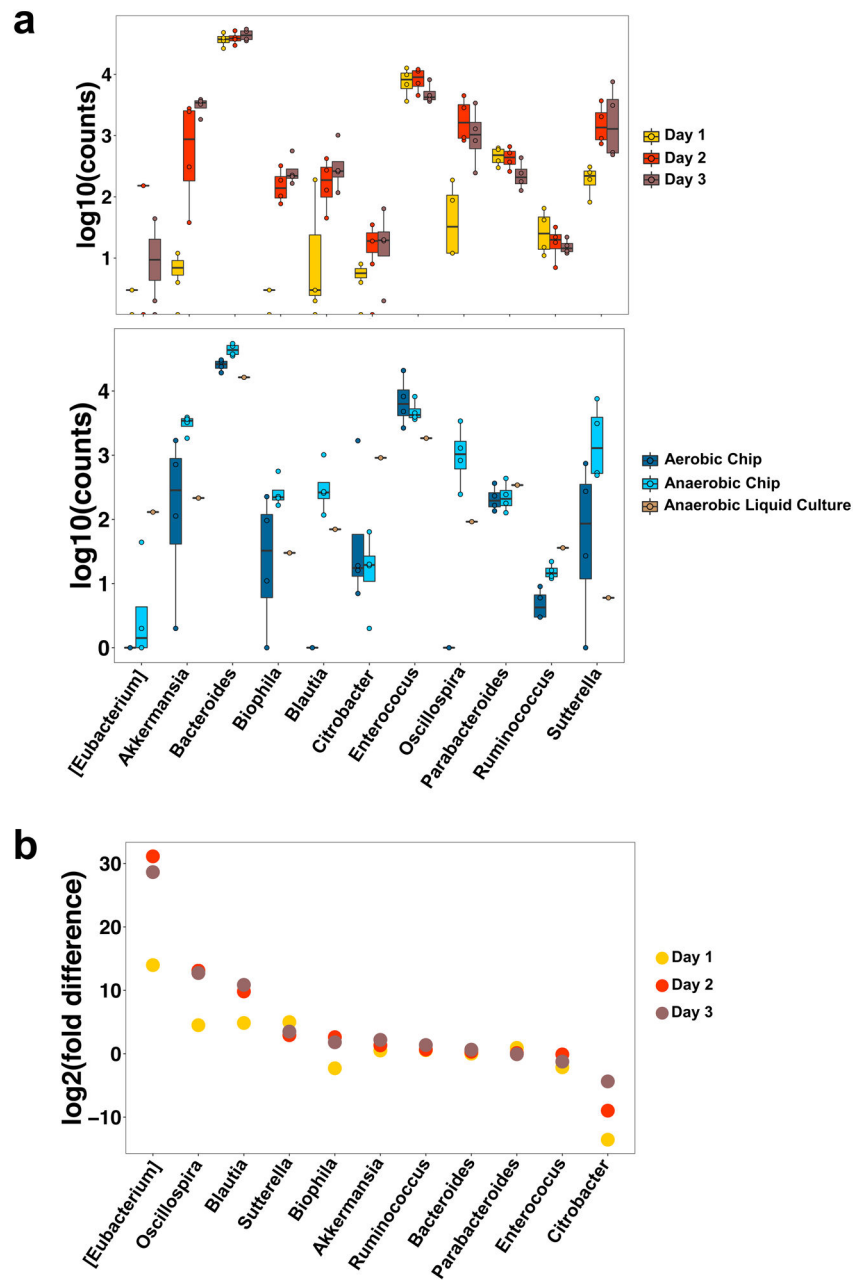 a
log10(counts)
4
3
2
1
Day 1
Day 2
Day 3
log10(counts)
4
3
2
1
0
Aerobic Chip
Anaerobic Chip
Anaerobic Liquid Culture
[Eubacterium]
Akkermansia
Bacteroides
Biophila
Blautia
Citrobacter
Enterococus
Oscillospira
Parabacteroides
Ruminococcus
Sutterella
b
log2(fold difference)
30
20
10
0
−10
Day 1
Day 2
Day 3
[Eubacterium]
Oscillospira
Blautia
Sutterella
Biophila
Akkermansia
Ruminococcus
Bacteroides
Parabacteroides
Enterococus
Citrobacter